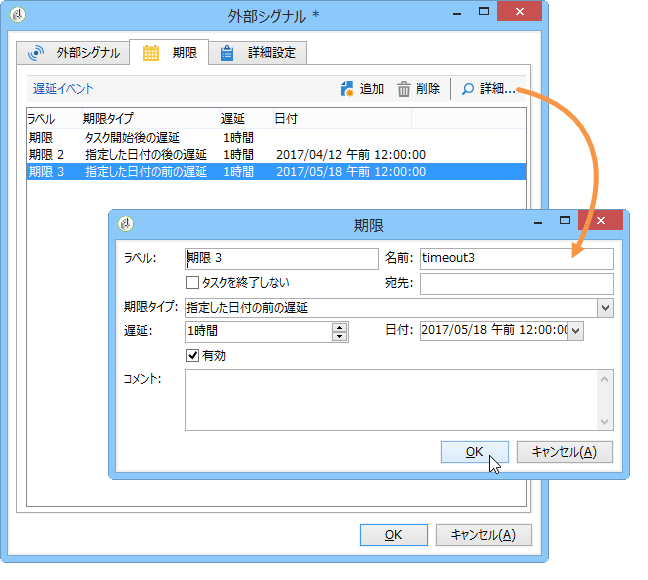 外部シグナル *
外部シグナル 期限 詳細設定
遅延イベント 追加 削除 詳細...
ラベル 期限タイプ 遅延 日付
期限 タスク開始後の遅延 1時間
期限 2 指定した日付の後の遅延 1時間 2017/04/12 午前 12:00:00
期限 3 指定した日付の前の遅延 1時間 2017/05/18 午前 12:00:00
期限
ラベル: 期限 3 名前: timeout3
タスクを終了しない 宛先:
期限タイプ: 指定した日付の前の遅延
遅延: 1時間 日付: 2017/05/18 午前 12:00:00
有効
コメント:
OK キャンセル(A)
OK キャンセル(A)